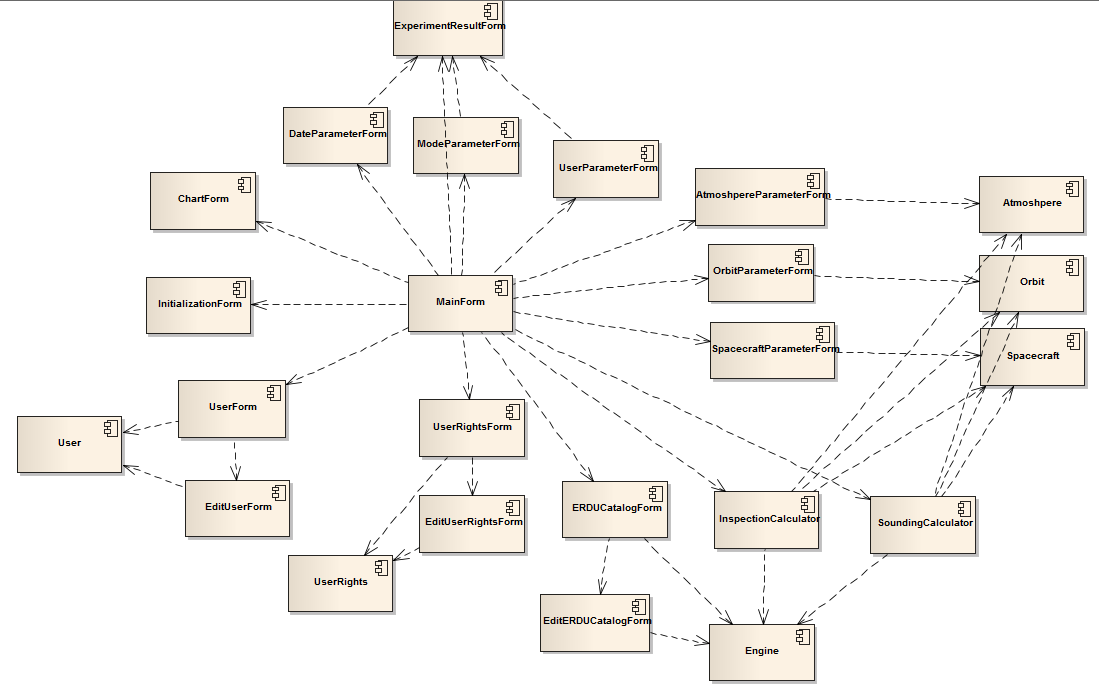 ExperimentResultForm
DateParameterForm
ModeParameterForm
UserParameterForm
ChartForm
AtmoshpereParameterForm
Atmoshpere
OrbitParameterForm
Orbit
InitializationForm
MainForm
SpacecraftParameterForm
Spacecraft
UserForm
User
UserRightsForm
EditUserForm
EditUserRightsForm
ERDUCatalogForm
InspectionCalculator
SoundingCalculator
UserRights
EditERDUCatalogForm
Engine